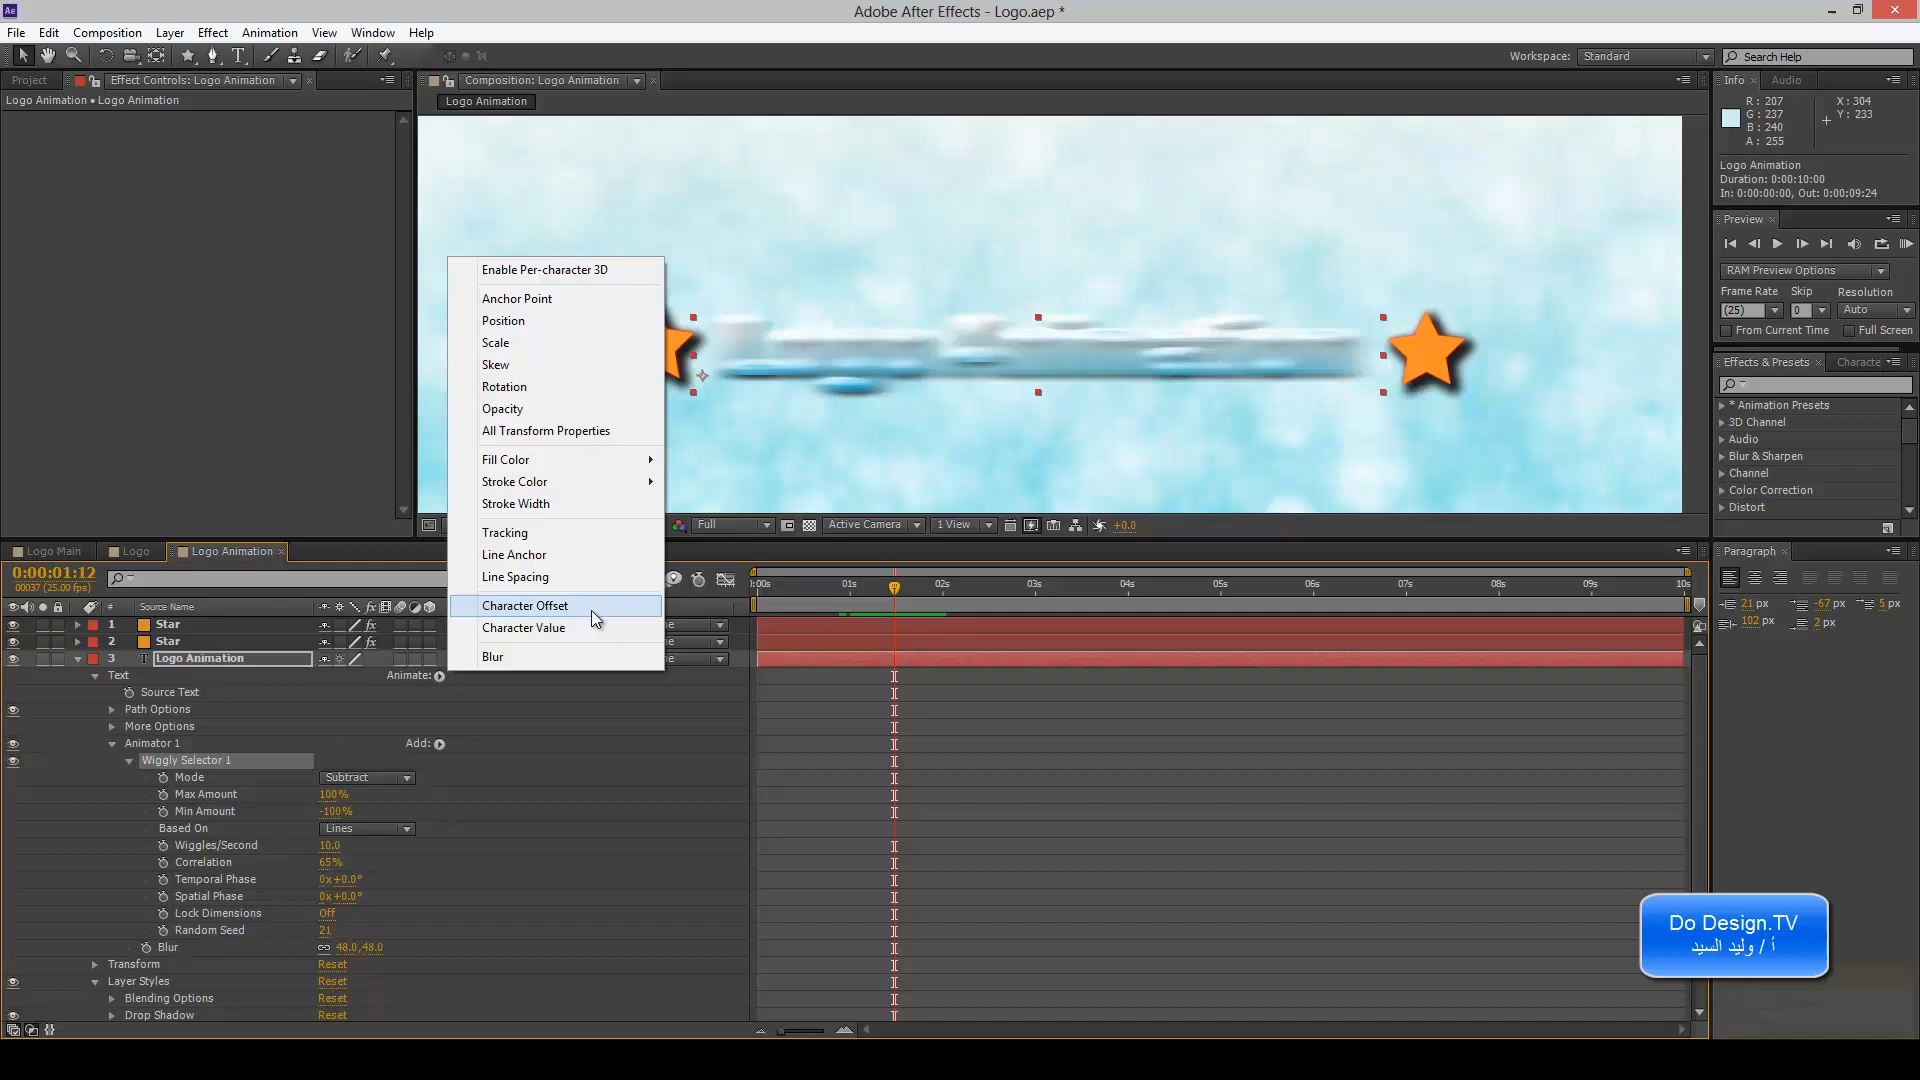 Adobe After Effects - Logo.aep *
File Edit Composition Layer Effect Animation View Window Help
Workspace: Standard Search Help
Project Effect Controls: Logo Animation
Logo Animation • Logo Animation
Composition: Logo Animation
Logo Animation
Info Audio
R: 207 X: 304
G: 237 Y: 233
B: 240
A: 255
Logo Animation
Duration: 0:00:10:00
In: 0:00:00:00, Out: 0:00:09:24
Preview
RAM Preview Options
Frame Rate Skip Resolution
(25) 0 Auto
From Current Time Full Screen
Effects & Presets Characte
* Animation Presets
3D Channel
Audio
Blur & Sharpen
Channel
Color Correction
Distort
Enable Per-character 3D
Anchor Point
Position
Scale
Skew
Rotation
Opacity
All Transform Properties
Fill Color
Stroke Color
Stroke Width
Tracking
Line Anchor
Line Spacing
Character Offset
Character Value
Blur
Full Active Camera 1 View +0.0
Logo Main Logo Logo Animation
0:00:01:12
00037 (25.00 fps)
# Source Name
1 Star
2 Star
3 T Logo Animation
Text Animate:
Source Text
Path Options
More Options
Animator 1 Add:
Wiggly Selector 1
Mode Subtract
Max Amount 100%
Min Amount -100%
Based On Lines
Wiggles/Second 10.0
Correlation 65%
Temporal Phase 0x+0.0°
Spatial Phase 0x+0.0°
Lock Dimensions Off
Random Seed 21
Blur 48.0,48.0
Transform Reset
Layer Styles Reset
Blending Options Reset
Drop Shadow Reset
):00s 01s 02s 03s 04s 05s 06s 07s 08s 09s 10s
Paragraph
21 px -67 px 5 px
102 px 2 px
Do Design.TV
أ / وليد السيد